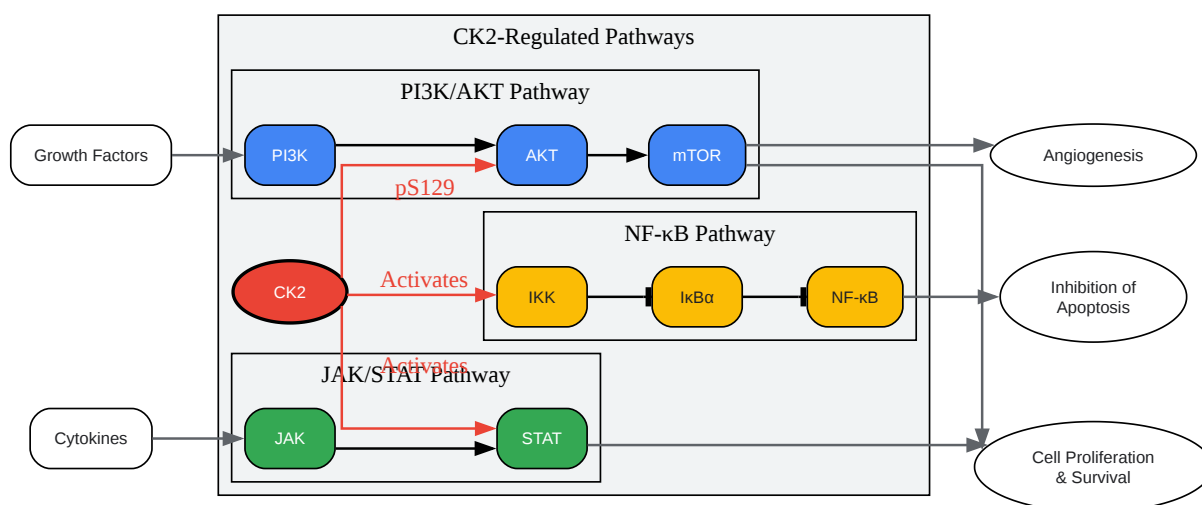 CK2-Regulated Pathways
PI3K/AKT Pathway
Growth Factors
PI3K
AKT
mTOR
Angiogenesis
pS129
NF-κB Pathway
CK2
Activates
IKK
IκBα
NF-κB
Inhibition of
Apoptosis
Activates
JAK/STAT Pathway
Cytokines
JAK
STAT
Cell Proliferation
& Survival